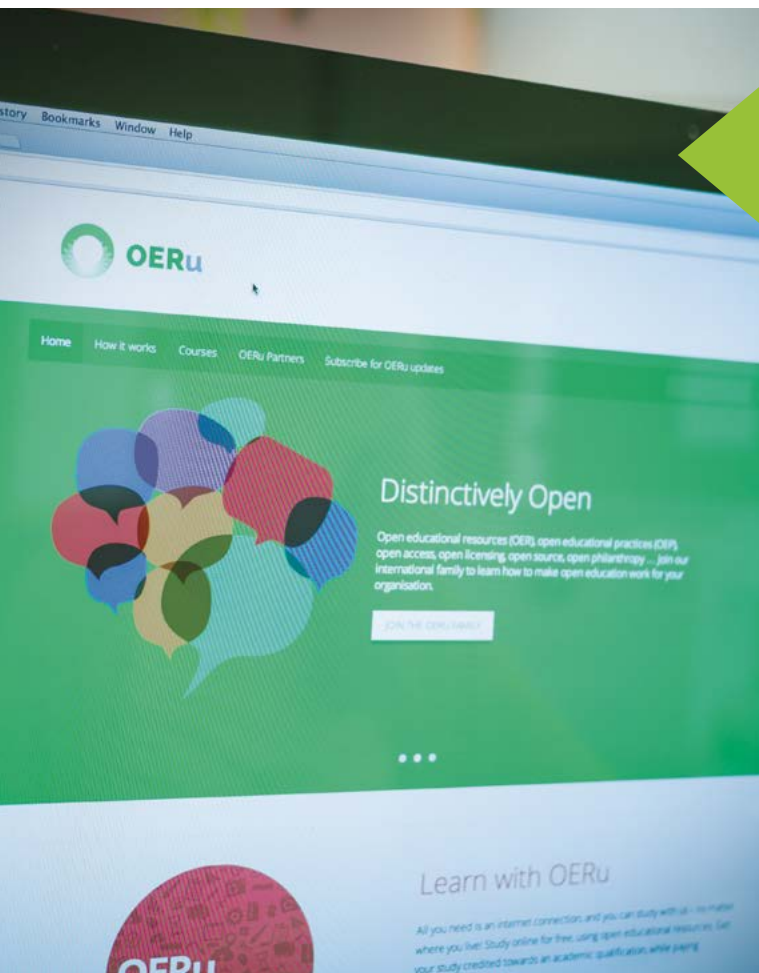 story Bookmarks Window Help
OERu
Home How it works Courses OERu Partners Subscribe for OERu updates
Distinctively Open
Open educational resources (OER), open educational practices (OEP),
open access, open licensing, open source, open philanthropy ... join our
international family to learn how to make open education work for your
organisation.
JOIN THE OERU FAMILY
Learn with OERu
All you need is an internet connection, and you can study with us – no matter
where you live! Study online for free, using open educational resources. Get
your study credited towards an academic qualification, while paying
OERu